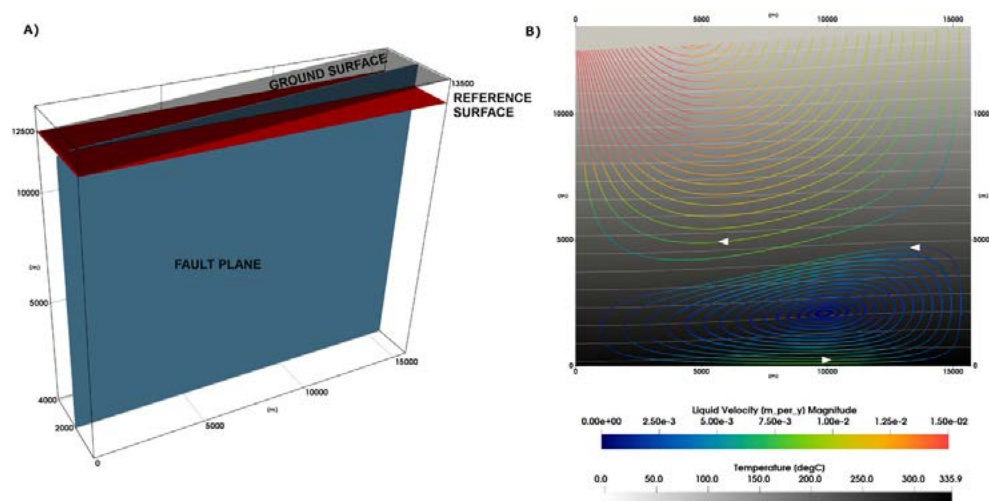 A)
GROUND SURFACE
13500
REFERENCE
SURFACE
12500
10000
FAULT PLANE
(m)
5000
15000
4000
10000
2000
5000
(m)
0
B)
5000
(m)
10000
15000
10000
10000
(m)
(m)
5000
5000
0
0
0
5000
10000
15000
(m)
Liquid Velocity (m_per_y) Magnitude
0.00e+00 2.50e-3 5.00e-3 7.50e-3 1.00e-2 1.25e-2 1.50e-02
Temperature (degC)
0.0 50.0 100.0 150.0 200.0 250.0 300.0 335.9